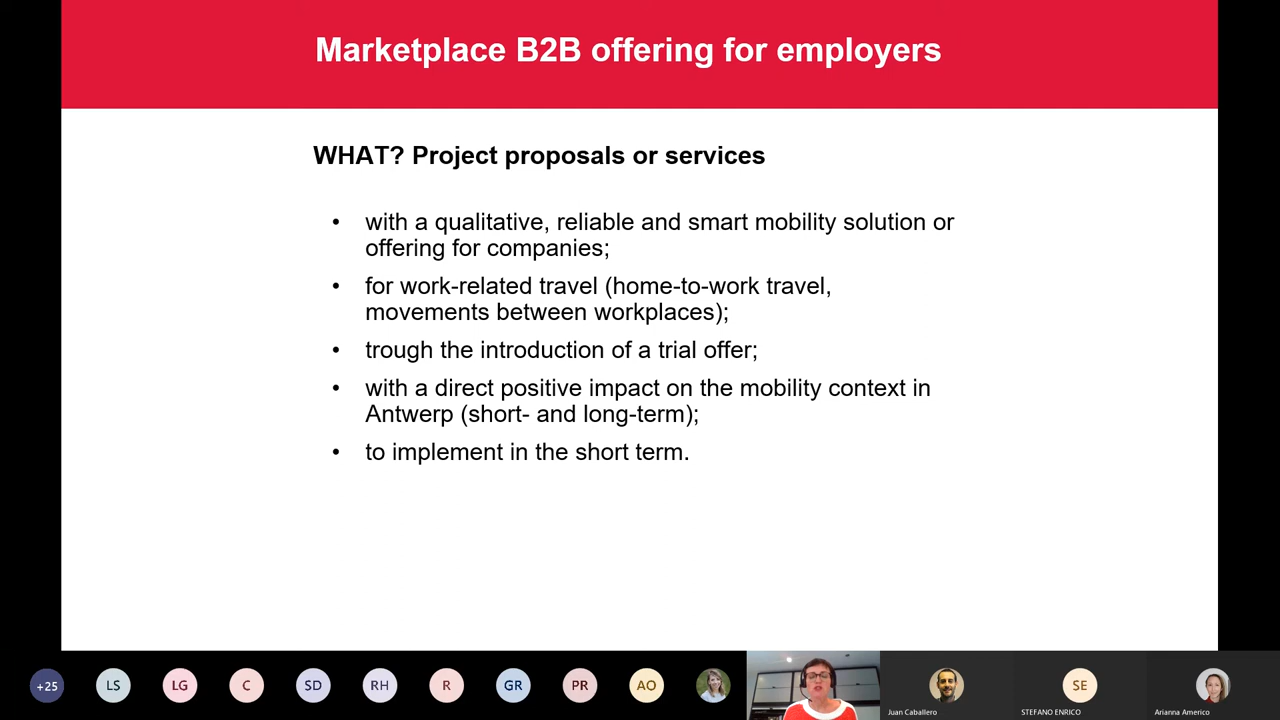 Marketplace B2B offering for employers
WHAT? Project proposals or services
• with a qualitative, reliable and smart mobility solution or
offering for companies;
• for work-related travel (home-to-work travel,
movements between workplaces);
• trough the introduction of a trial offer;
• with a direct positive impact on the mobility context in
Antwerp (short- and long-term);
• to implement in the short term.
+25
LS
LG
C
SD
RH
R
GR
PR
AO
SE
Juan Caballero
STEFANO ENRICO
Arianna Americo